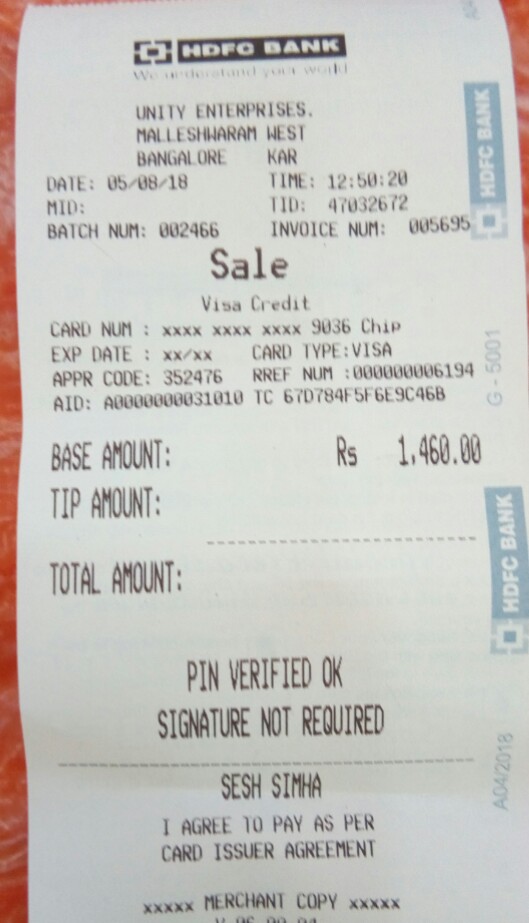 HDFC BANK
We understand your world
UNITY ENTERPRISES.
MALLESHWARAM WEST
BANGALORE KAR
DATE: 05/08/18 TIME: 12:50:20
MID: TID: 47032672
BATCH NUM: 002466 INVOICE NUM: 005695
Sale
Visa Credit
CARD NUM : xxxx xxxx xxxx 9036 Chip
EXP DATE : xx/xx CARD TYPE:VISA
APPR CODE: 352476 RREF NUM :000000006194
AID: A0000000031010 TC 67D784F5F6E9C46B
BASE AMOUNT: Rs 1,460.00
TIP AMOUNT:
TOTAL AMOUNT:
PIN VERIFIED OK
SIGNATURE NOT REQUIRED
SESH SIMHA
I AGREE TO PAY AS PER
CARD ISSUER AGREEMENT
xxxxx MERCHANT COPY xxxxx
HDFC BANK
G - 5001
HDFC BANK
A04/2018